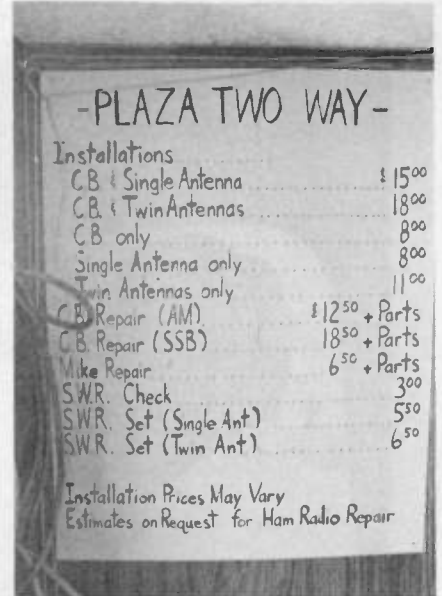 -PLAZA TWO WAY-
Installations
CB & Single Antenna $15.00
CB. & Twin Antennas 18.00
CB only 8.00
Single Antenna only 8.00
Twin Antennas only 11.00
C.B. Repair (AM) $12.50 + Parts
C.B. Repair (SSB) 18.50 + Parts
Mike Repair 6.50 + Parts
S.W.R. Check 3.00
SWR. Set (Single Ant) 5.50
SWR. Set (Twin Ant) 6.50
Installation Prices May Vary
Estimates on Request for Ham Radio Repair